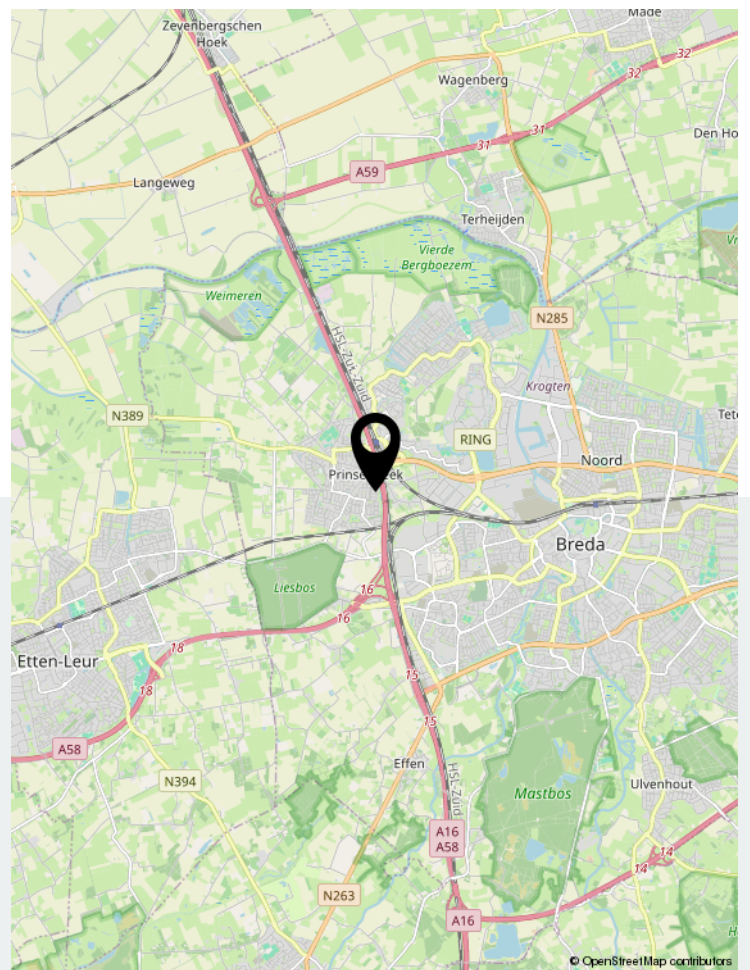 Made
Zevenbergschen
Hoek
32
32
Wagenberg
31
31
Den Ho
A59
Langeweg
Terheijden
Vierde
Bergboezem
Weimeren
N285
HSL-Zuid
Krogten
N389
RING
Tete
Noord
Prinsenbeek
Breda
Liesbos
16
16
18
Etten-Leur
15
18
15
A58
Effen
HSL-Zuid
N394
Ulvenhout
Mastbos
A16
A58
14
14
N263
A16
© OpenStreetMap contributors